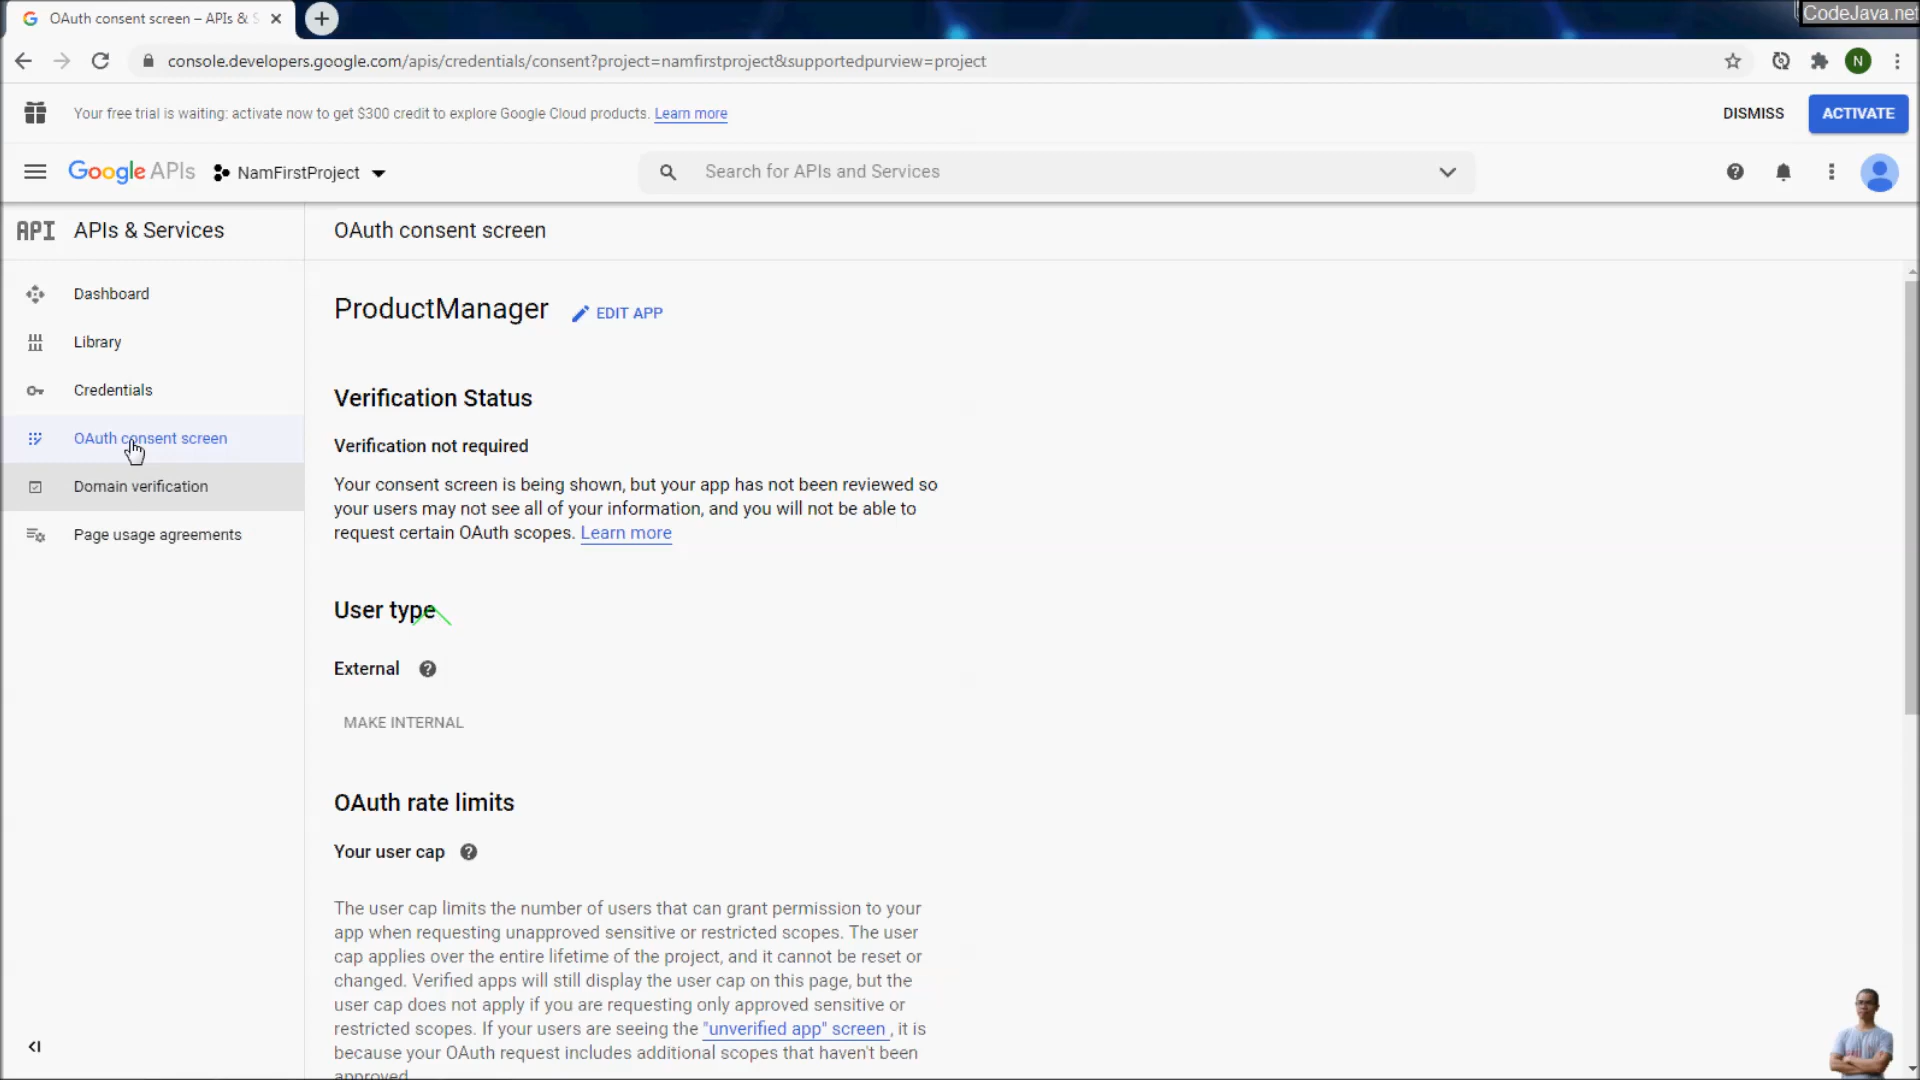 OAuth consent screen – APIs &
CodeJava.net
console.developers.google.com/apis/credentials/consent?project=namfirstproject&supportedpurview=project
N
Your free trial is waiting: activate now to get $300 credit to explore Google Cloud products. Learn more
DISMISS
ACTIVATE
Google APIs
NamFirstProject
Search for APIs and Services
API
APIs & Services
OAuth consent screen
Dashboard
Library
Credentials
OAuth consent screen
Domain verification
Page usage agreements
ProductManager
EDIT APP
Verification Status
Verification not required
Your consent screen is being shown, but your app has not been reviewed so
your users may not see all of your information, and you will not be able to
request certain OAuth scopes. Learn more
User type
External
MAKE INTERNAL
OAuth rate limits
Your user cap
The user cap limits the number of users that can grant permission to your
app when requesting unapproved sensitive or restricted scopes. The user
cap applies over the entire lifetime of the project, and it cannot be reset or
changed. Verified apps will still display the user cap on this page, but the
user cap does not apply if you are requesting only approved sensitive or
restricted scopes. If your users are seeing the "unverified app" screen , it is
because your OAuth request includes additional scopes that haven't been
approved.